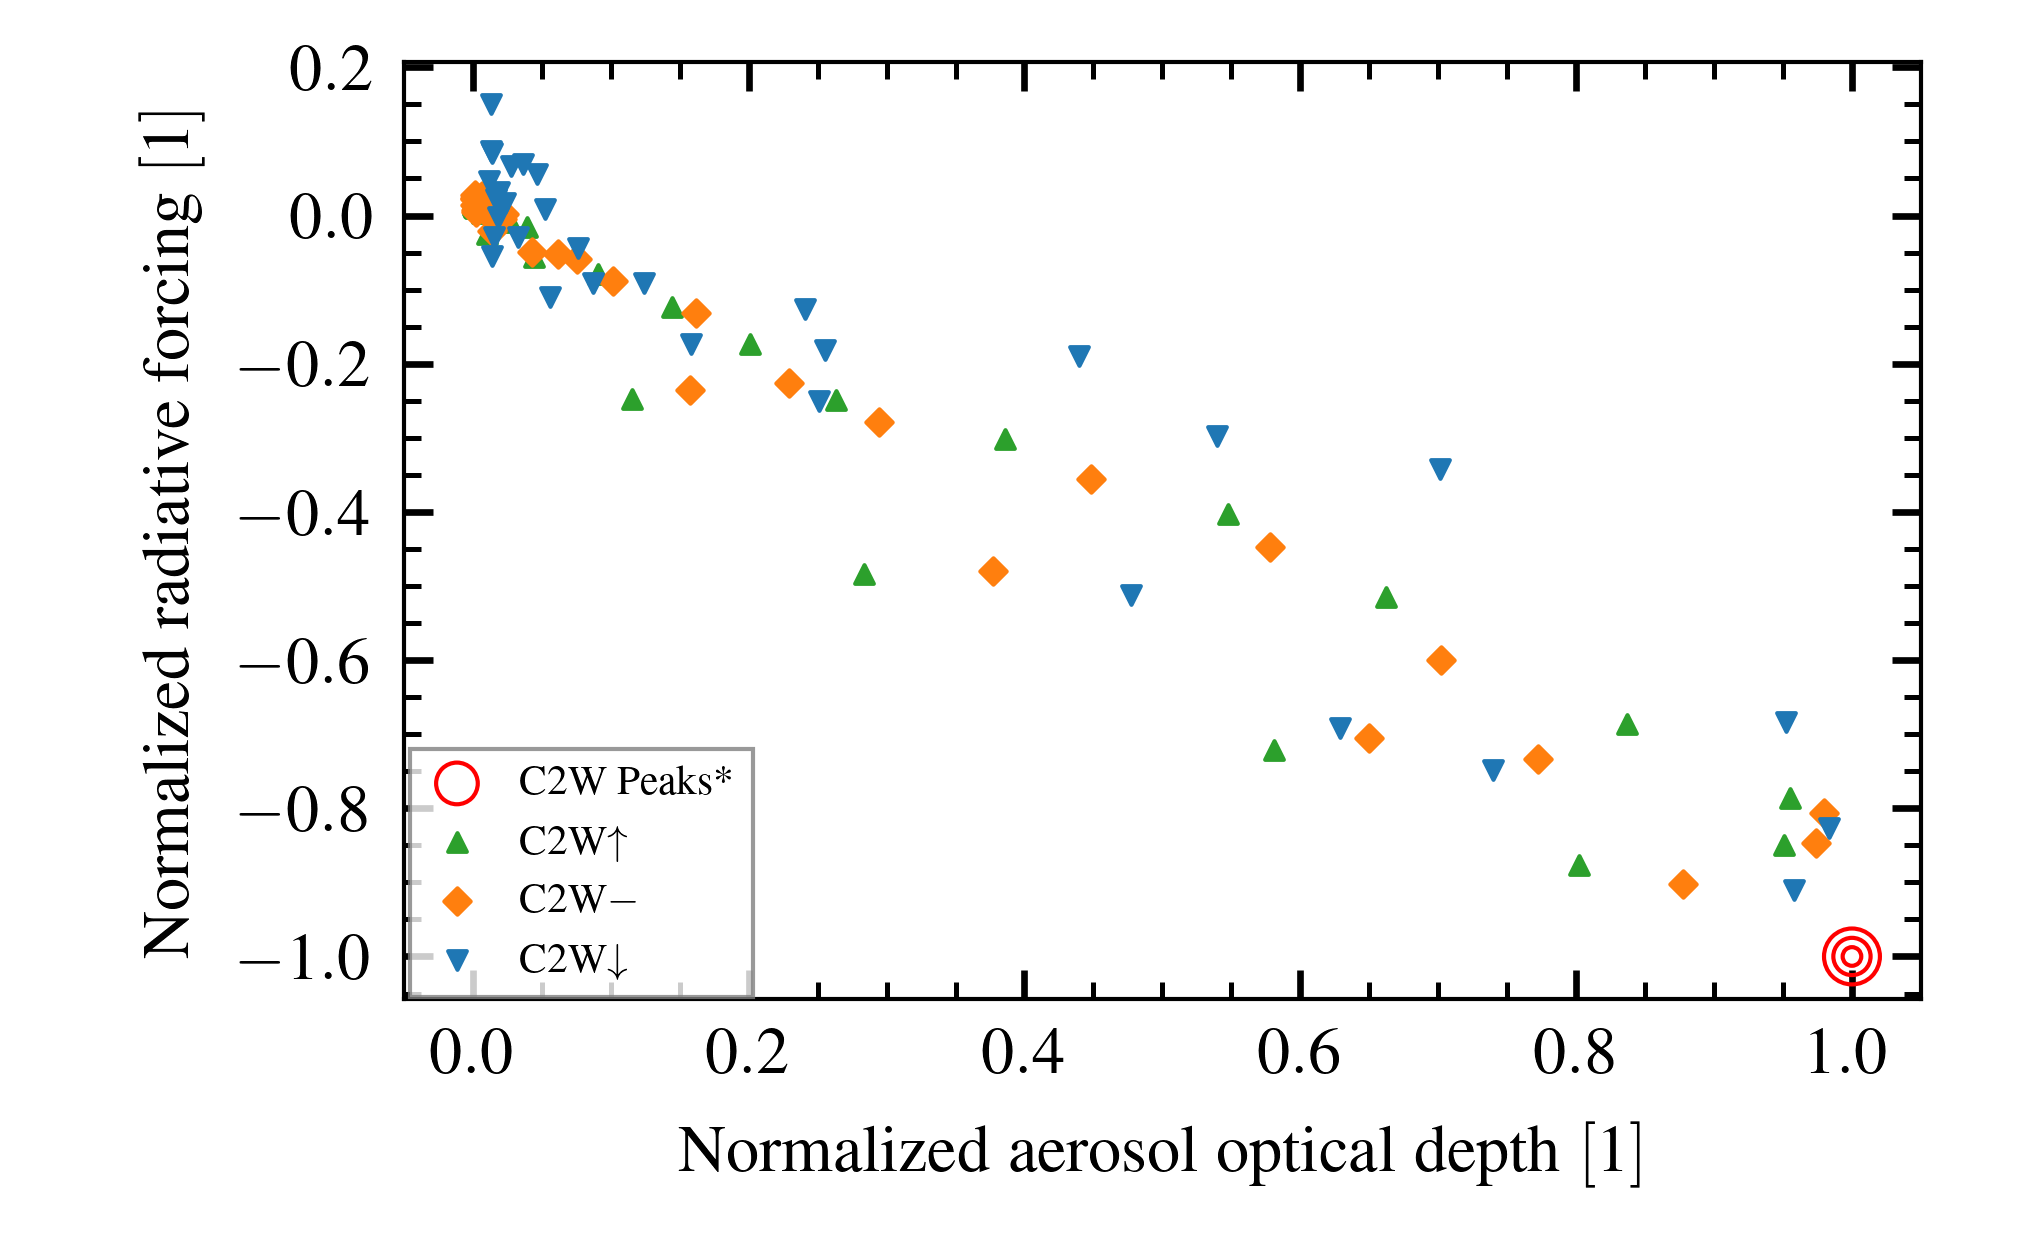 0.2
0.0
−0.2
−0.4
−0.6
−0.8
−1.0
Normalized radiative forcing [1]
C2W Peaks*
C2W↑
C2W−
C2W↓
0.0 0.2 0.4 0.6 0.8 1.0
Normalized aerosol optical depth [1]